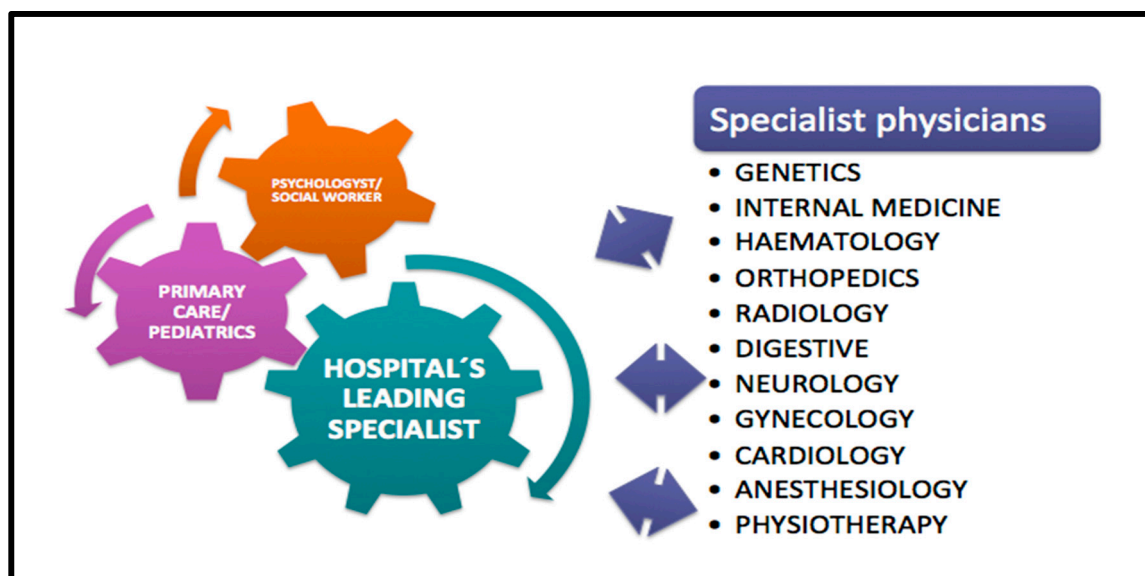 PSYCHOLOGYST/
SOCIAL WORKER
PRIMARY
CARE/
PEDIATRICS
HOSPITAL´S
LEADING
SPECIALIST
Specialist physicians
• GENETICS
• INTERNAL MEDICINE
• HAEMATOLOGY
• ORTHOPEDICS
• RADIOLOGY
• DIGESTIVE
• NEUROLOGY
• GYNECOLOGY
• CARDIOLOGY
• ANESTHESIOLOGY
• PHYSIOTHERAPY